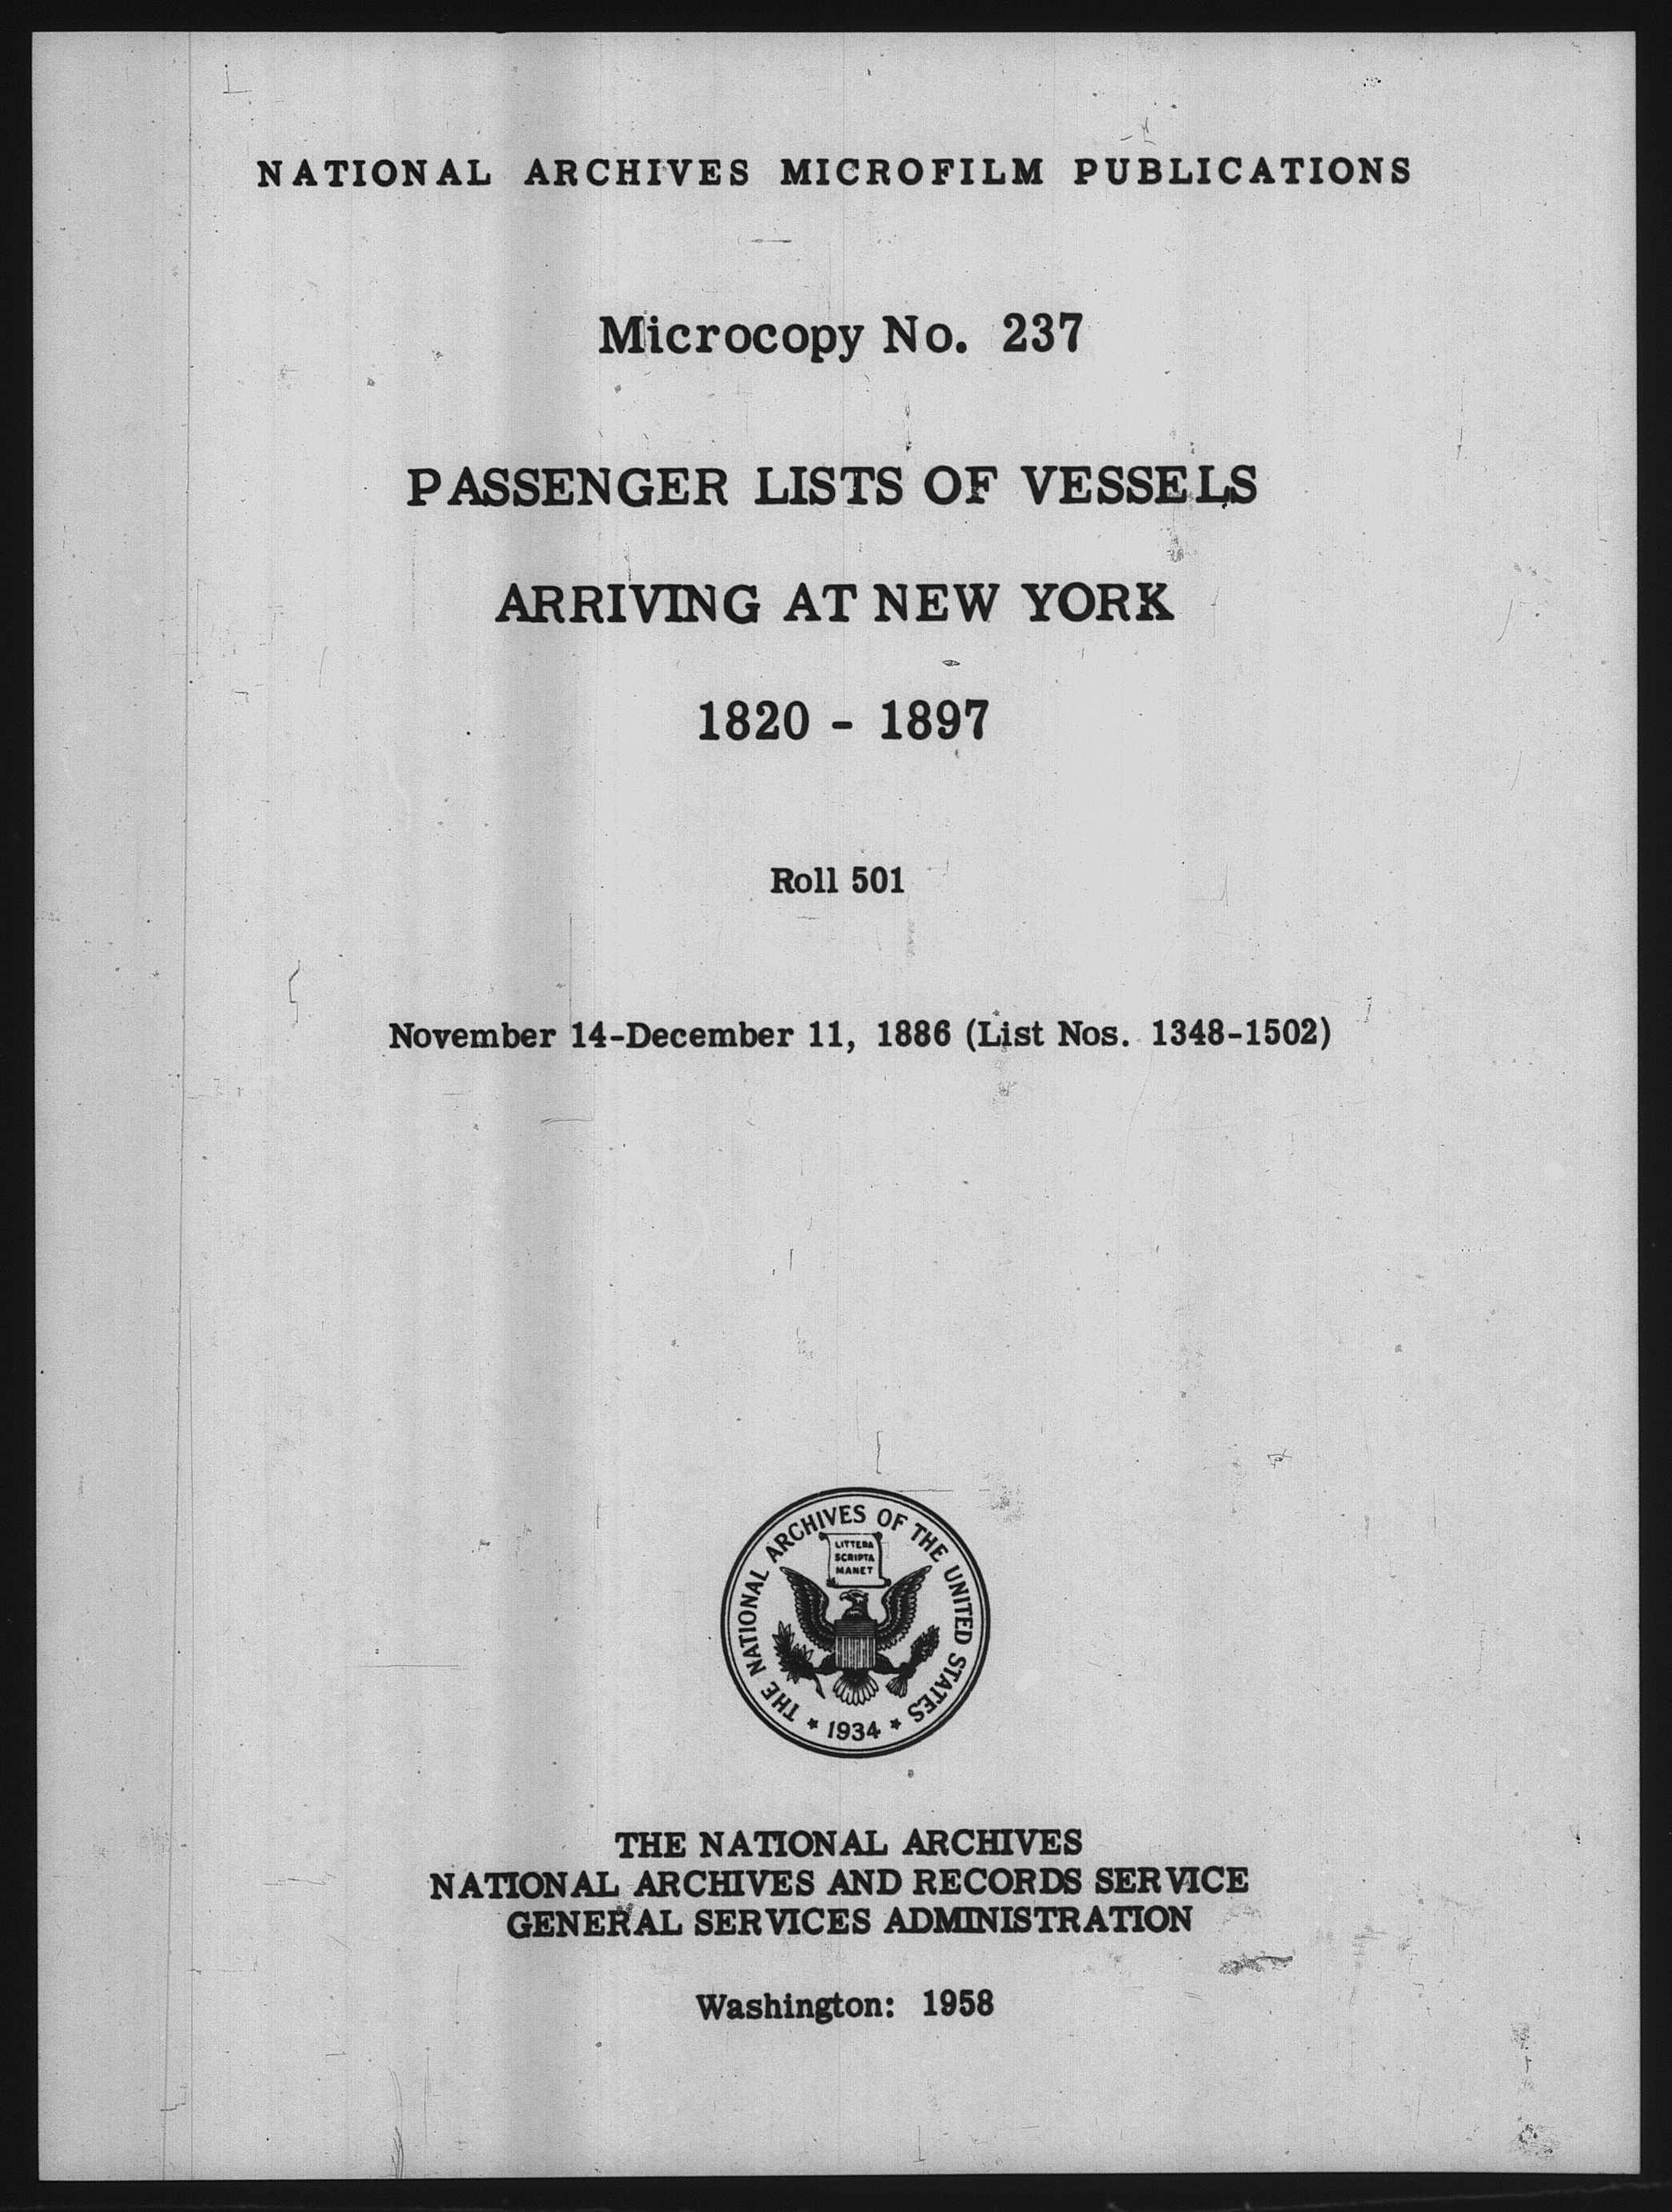 NATIONAL ARCHIVES MICROFILM PUBLICATIONS
Microcopy No. 237
PASSENGER LISTS OF VESSELS
ARRIVING AT NEW YORK
1820 - 1897
Roll 501
November 14-December 11, 1886 (List Nos. 1348-1502)
THE NATIONAL ARCHIVES OF THE UNITED STATES
LITTERA
SCRIPTA
MANET
* 1934 *
THE NATIONAL ARCHIVES
NATIONAL ARCHIVES AND RECORDS SERVICE
GENERAL SERVICES ADMINISTRATION
Washington: 1958